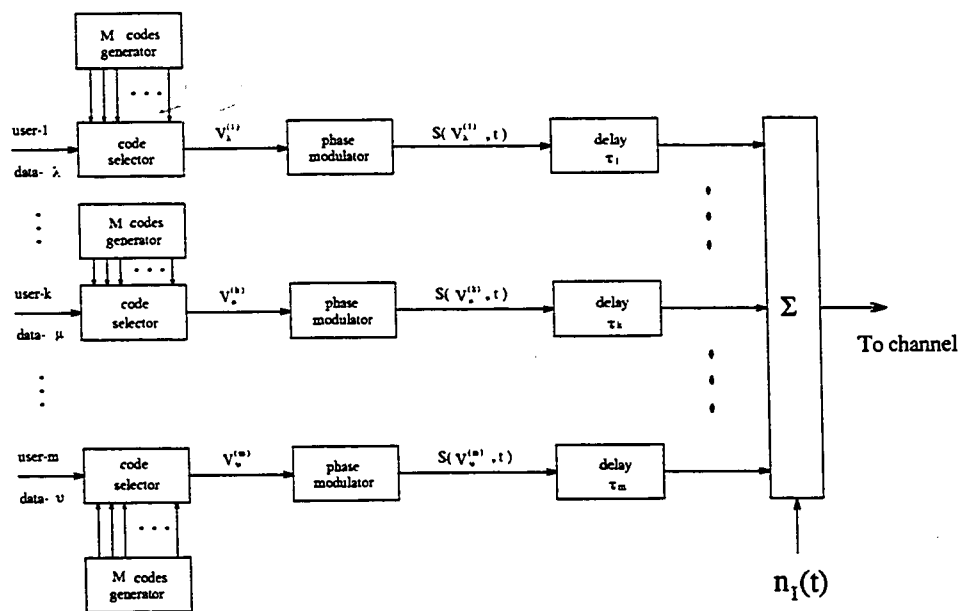 M codes
generator
user-1
data- λ
code
selector
V_λ^(1)
phase
modulator
S( V_λ^(1) , t)
delay
τ_1
M codes
generator
user-k
data- μ
code
selector
phase
modulator
delay
τ_k
Σ
To channel
user-m
data- υ
code
selector
V_υ^(m)
phase
modulator
S( V_υ^(m) , t)
delay
τ_m
M codes
generator
n_I(t)